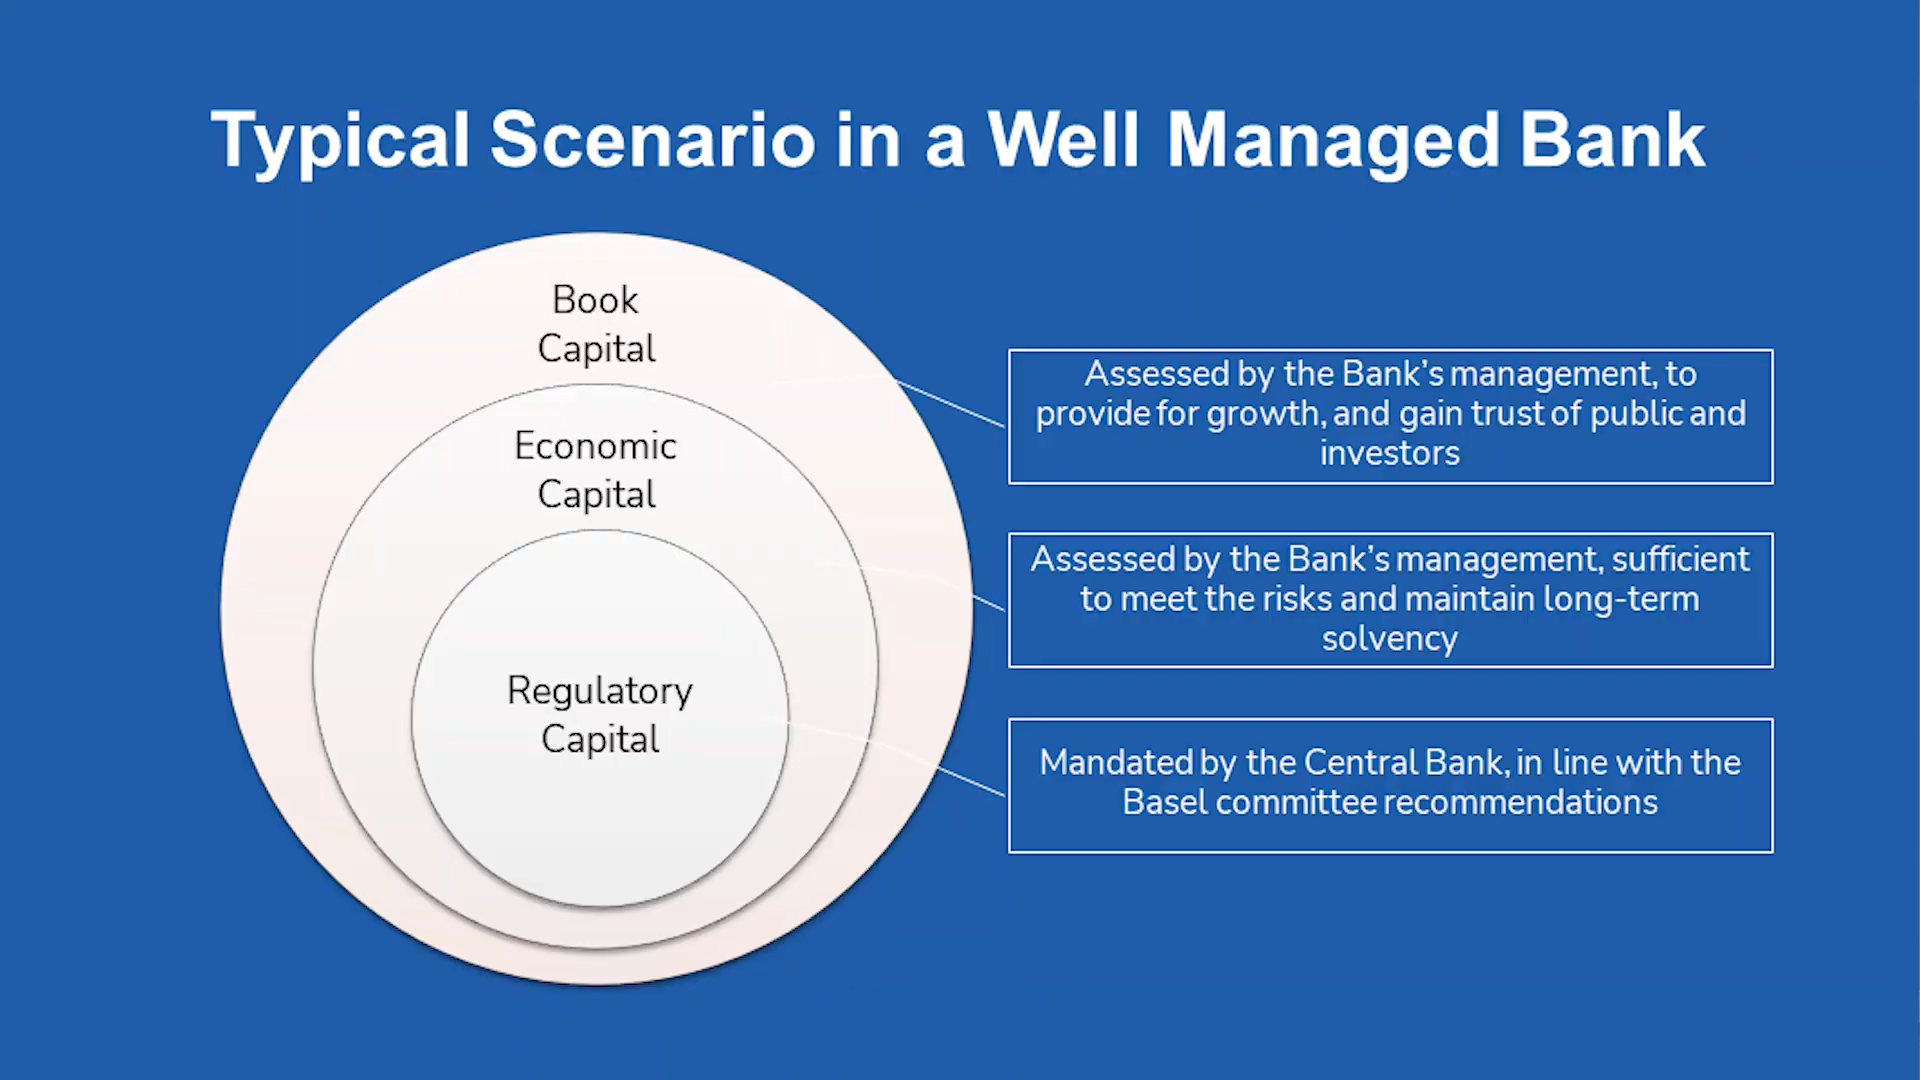 Typical Scenario in a Well Managed Bank
Book
Capital
Economic
Capital
Regulatory
Capital
Assessed by the Bank’s management, to
provide for growth, and gain trust of public and
investors
Assessed by the Bank’s management, sufficient
to meet the risks and maintain long-term
solvency
Mandated by the Central Bank, in line with the
Basel committee recommendations